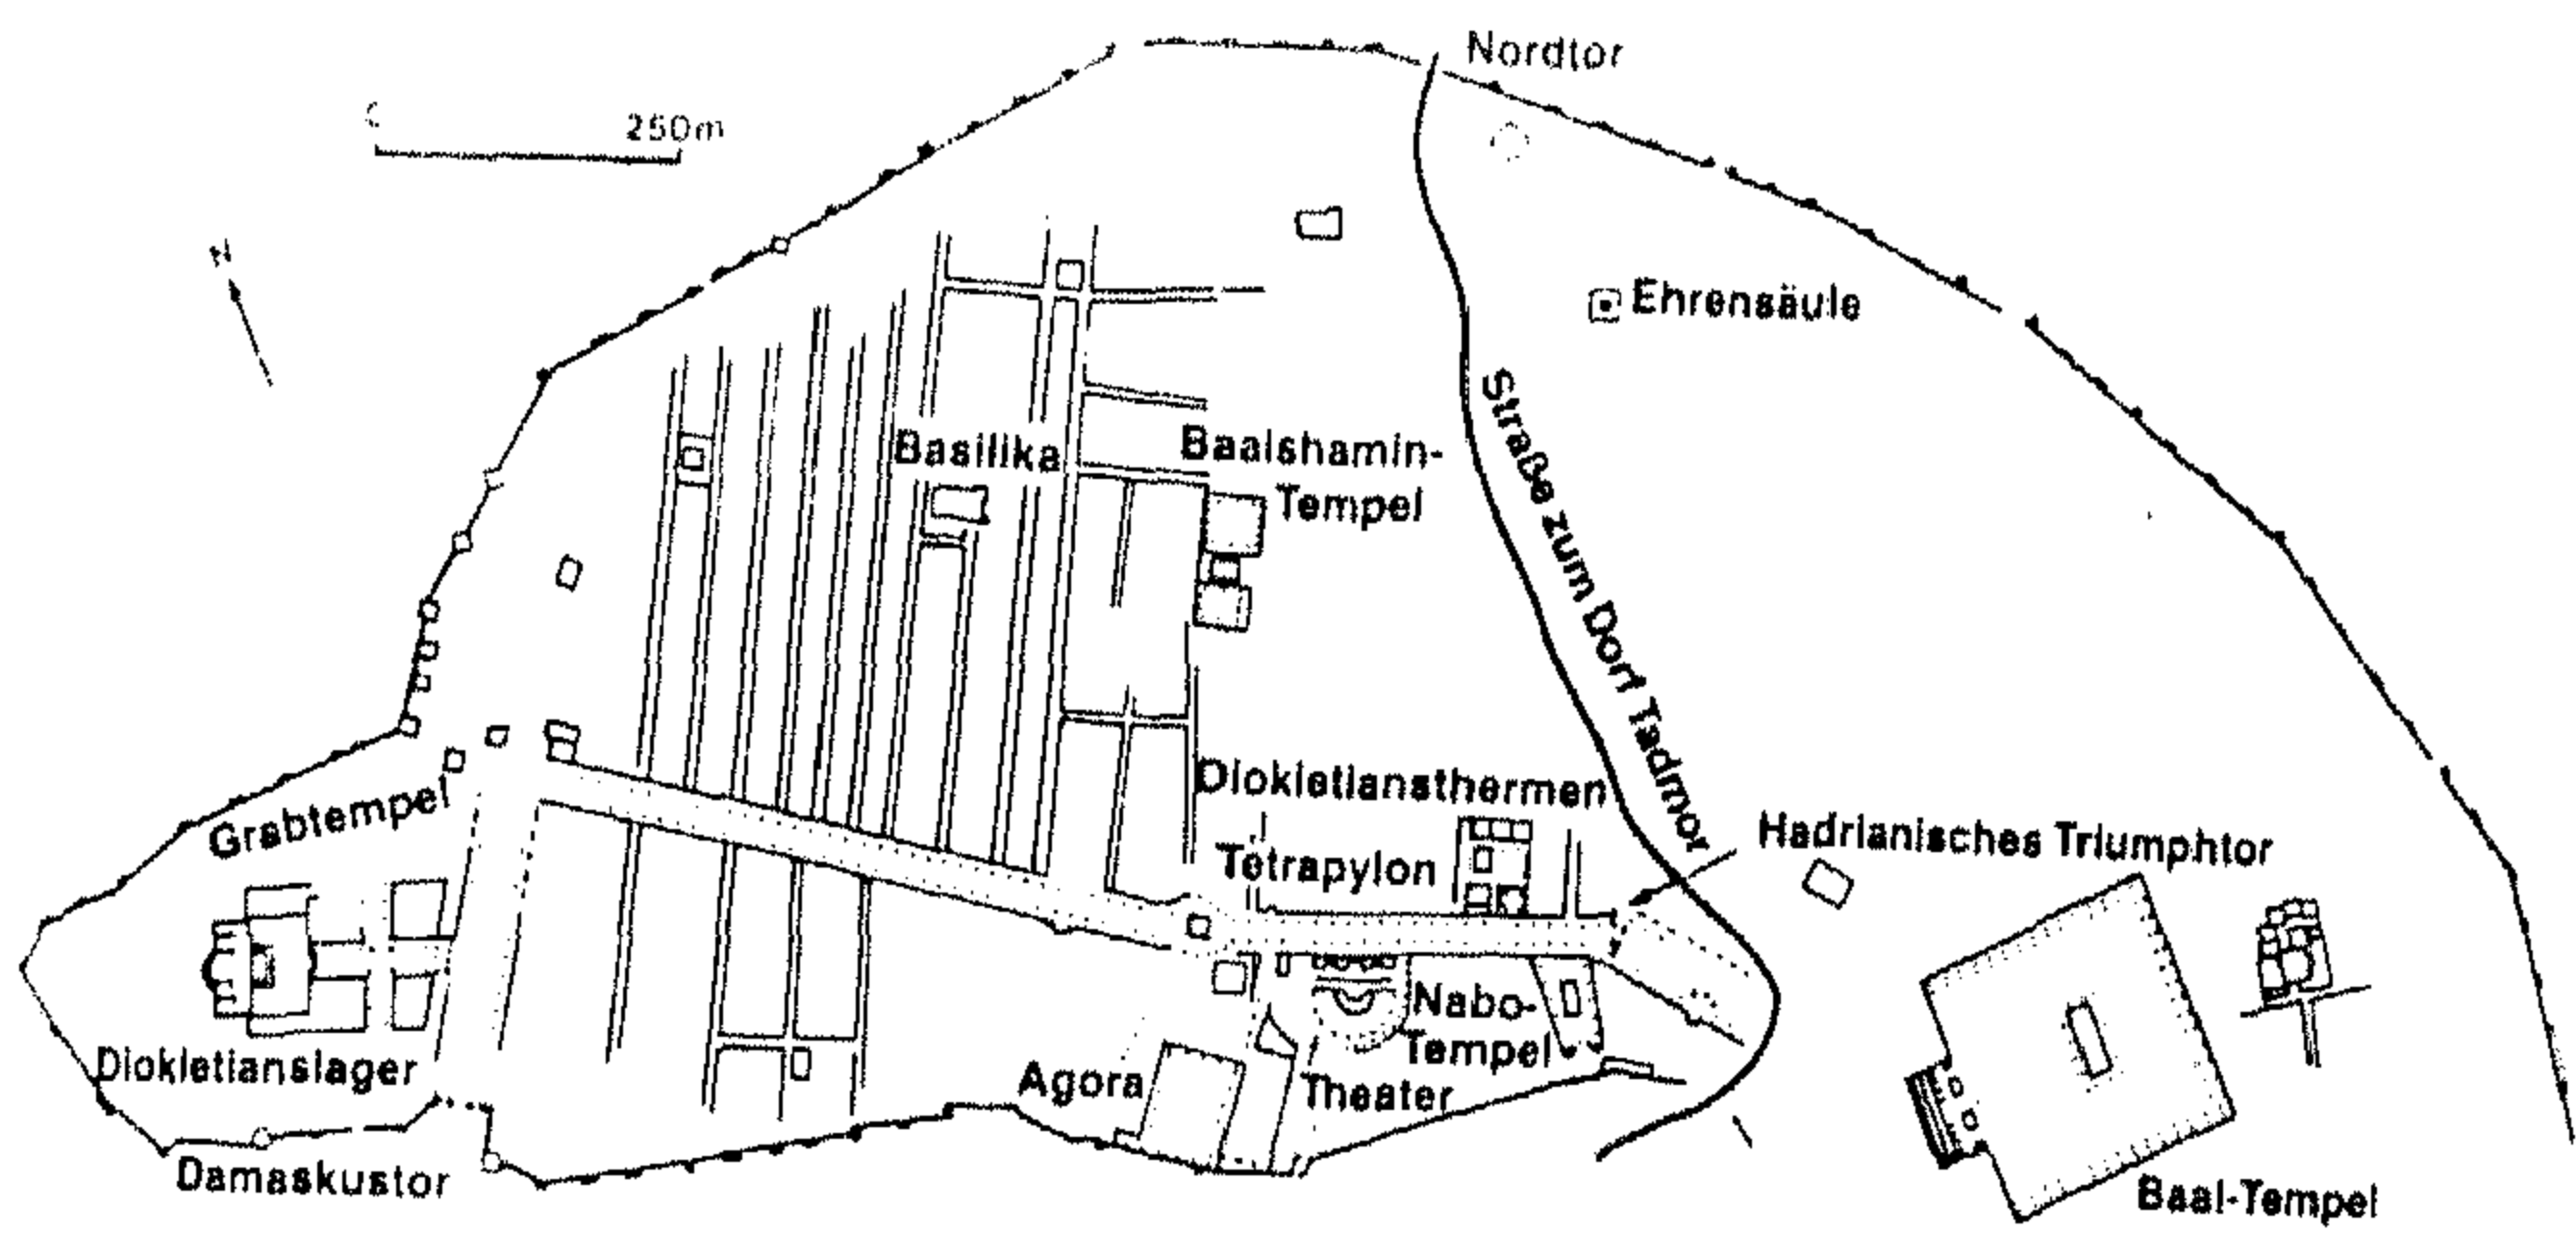 Nordtor
250m
N
Ehrensäule
Straße zum Dorf Tadmor
Basilika
Baalshamin-
Tempel
Diokletiansthermen
Grabtempel
Tetrapylon
Hadrianisches Triumphtor
Nabo-
Tempel
Diokletianslager
Agora
Theater
Damaskustor
Baal-Tempel